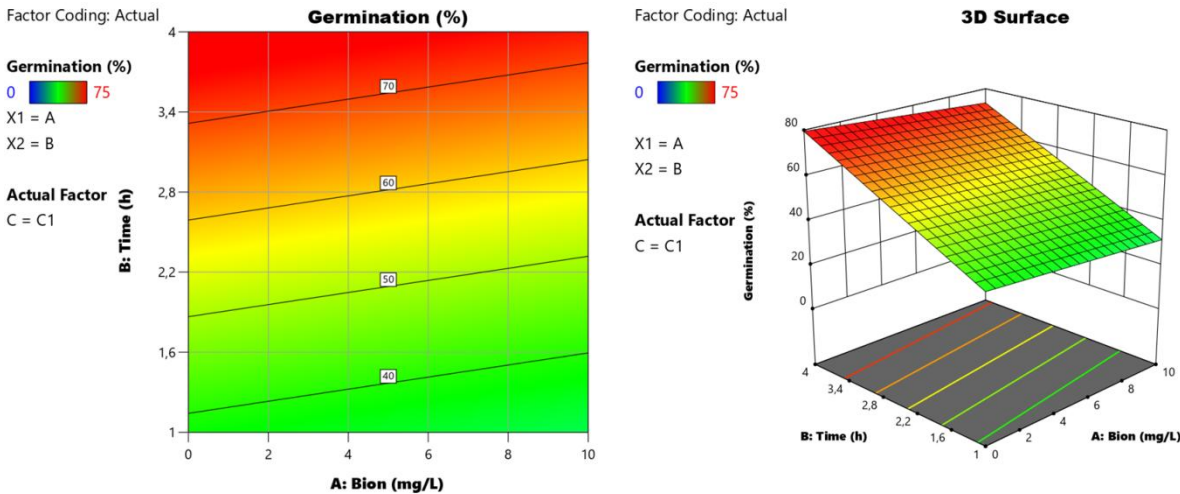 Factor Coding: Actual
Germination (%)
Germination (%)
0 75
X1 = A
X2 = B
Actual Factor
C = C1
B: Time (h)
4
3,4
2,8
2,2
1,6
1
70
60
50
40
0 2 4 6 8 10
A: Bion (mg/L)
Factor Coding: Actual
3D Surface
Germination (%)
0 75
X1 = A
X2 = B
Actual Factor
C = C1
Germination (%)
80
60
40
20
0
4
3,4
2,8
2,2
1,6
1
B: Time (h)
0
2
4
6
8
10
A: Bion (mg/L)